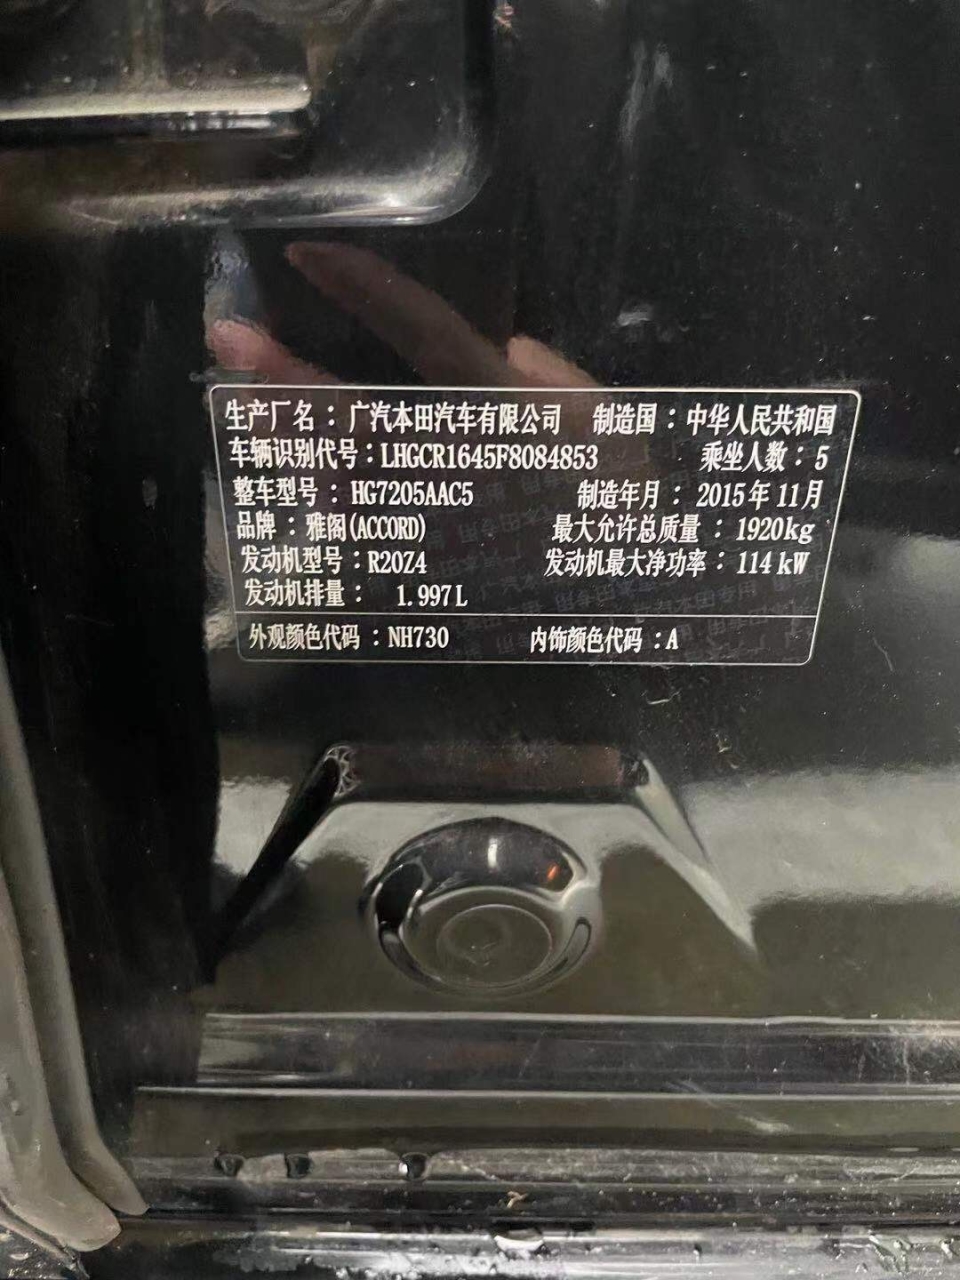 生产厂名：广汽本田汽车有限公司 制造国：中华人民共和国
车辆识别代号：LHGCR1645F8084853 乘坐人数：5
整车型号：HG7205AAC5 制造年月：2015年11月
品牌：雅阁(ACCORD) 最大允许总质量：1920kg
发动机型号：R20Z4 发动机最大净功率：114kW
发动机排量：1.997L
外观颜色代码：NH730 内饰颜色代码：A